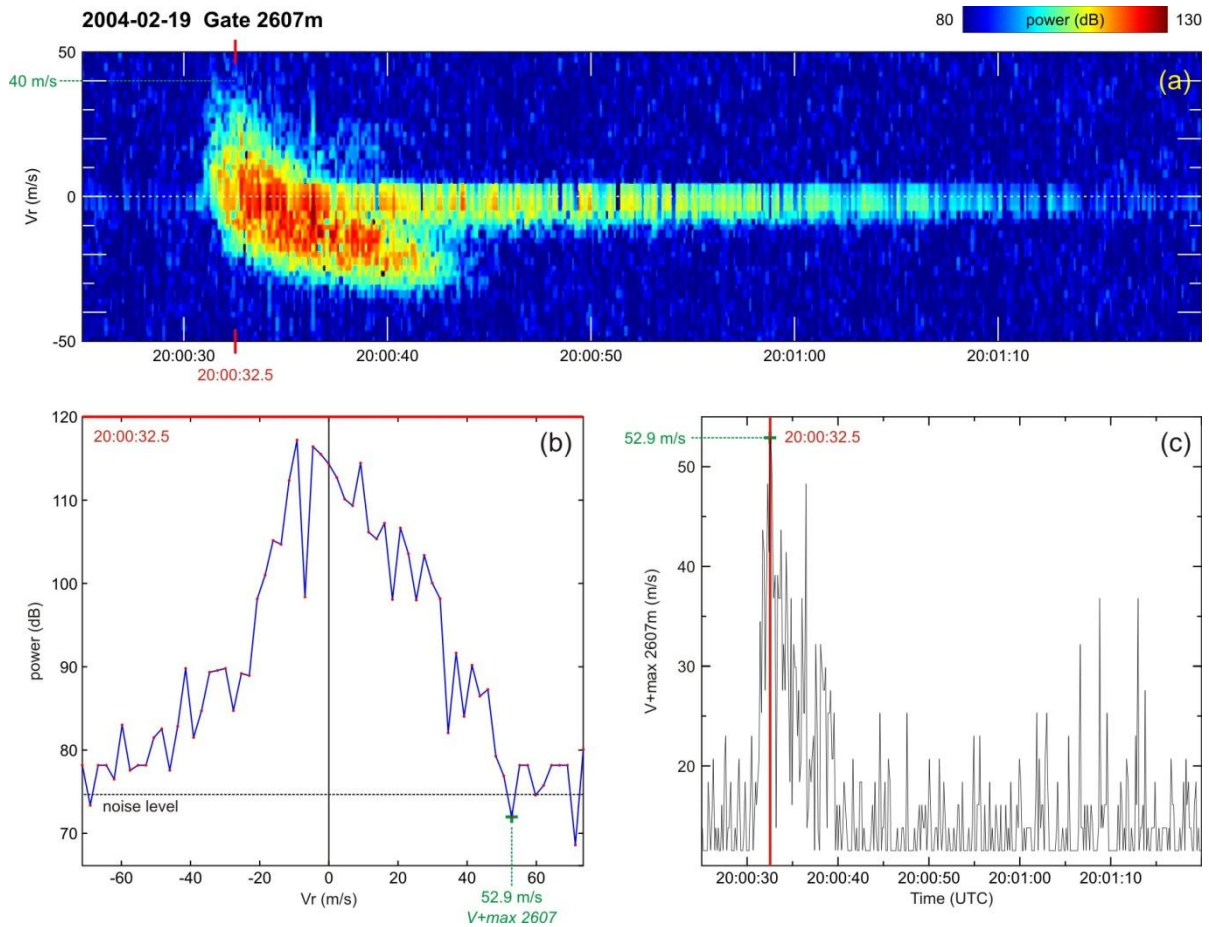 2004-02-19 Gate 2607m
80 power (dB) 130
50
40 m/s
(a)
Vr (m/s)
0
-50
20:00:30 20:00:40 20:00:50 20:01:00 20:01:10
20:00:32.5
120
20:00:32.5
(b)
110
100
power (dB)
90
80
noise level
70
-60 -40 -20 0 20 40 60
Vr (m/s)
52.9 m/s
V+max 2607
52.9 m/s
20:00:32.5
(c)
50
40
V+max 2607m (m/s)
30
20
20:00:30 20:00:40 20:00:50 20:01:00 20:01:10
Time (UTC)